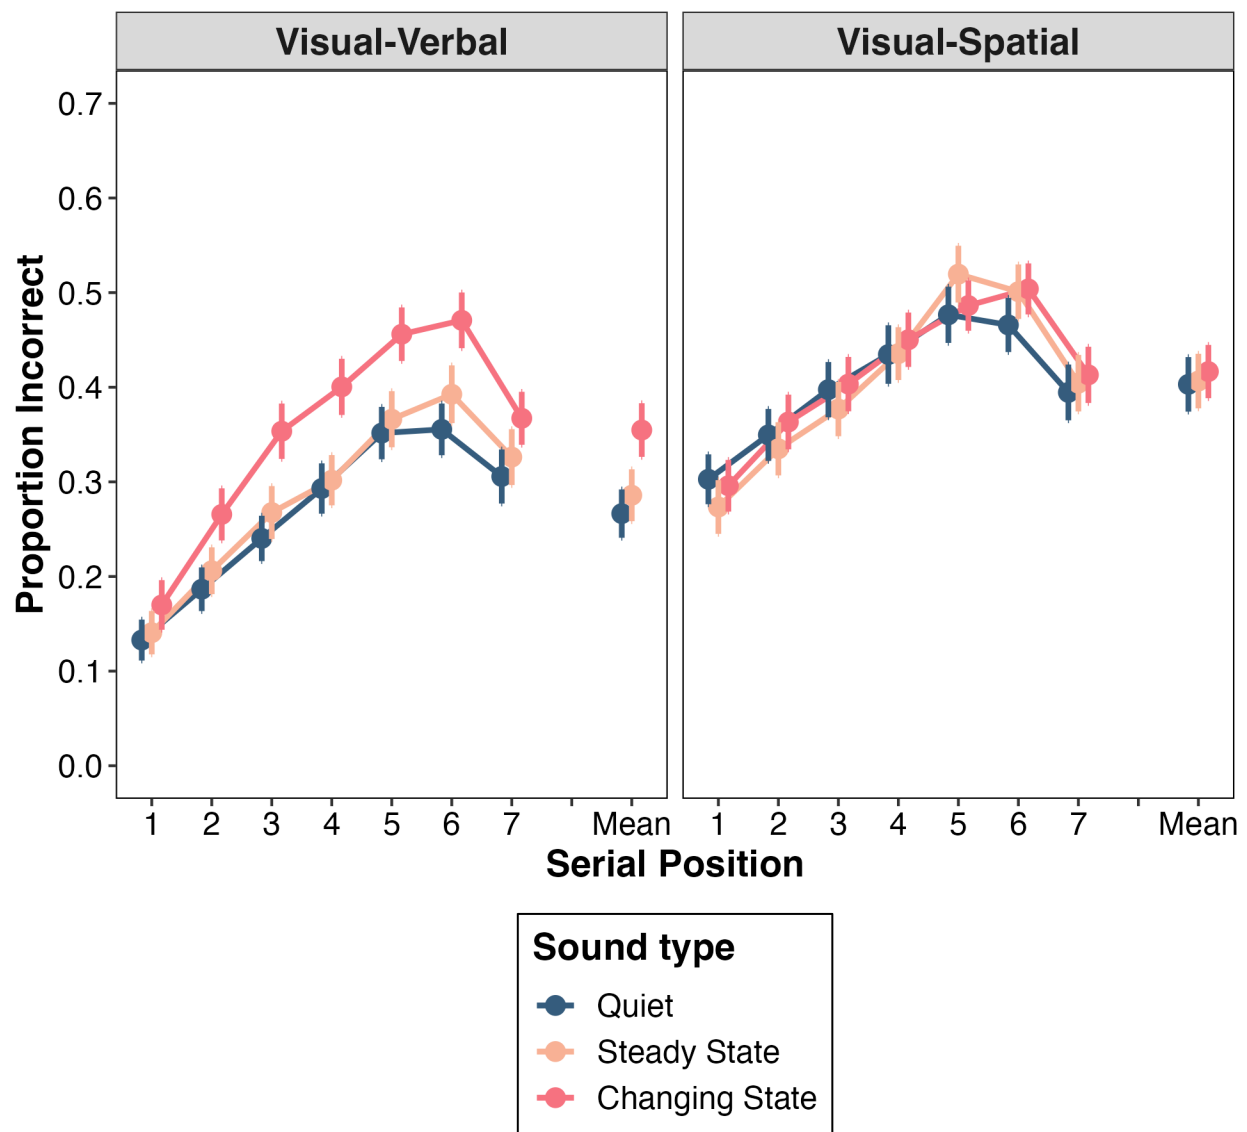 Visual-Verbal
Visual-Spatial
Proportion Incorrect
0.7
0.6
0.5
0.4
0.3
0.2
0.1
0.0
1 2 3 4 5 6 7 Mean
1 2 3 4 5 6 7 Mean
Serial Position
Sound type
Quiet
Steady State
Changing State